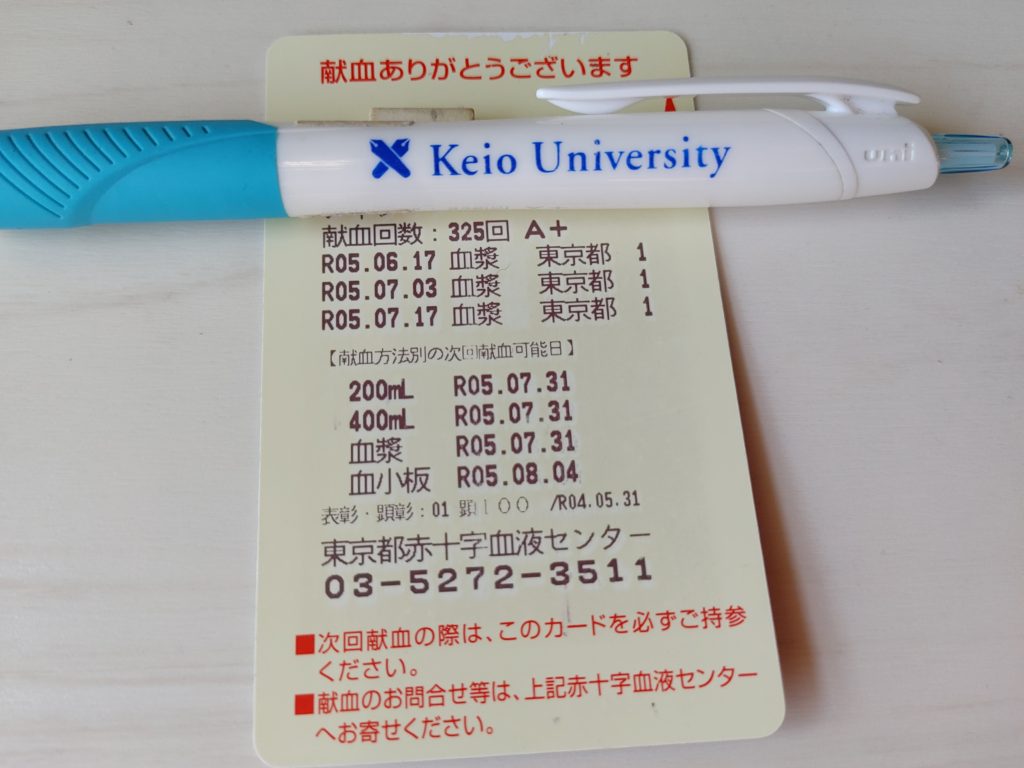 献血ありがとうございます
Keio University
uni
献血回数:325回 A+
R05.06.17 血漿 東京都 1
R05.07.03 血漿 東京都 1
R05.07.17 血漿 東京都 1
【献血方法別の次回献血可能日】
200mL R05.07.31
400mL R05.07.31
血漿 R05.07.31
血小板 R05.08.04
表彰・顕彰:01 顕100 /R04.05.31
東京都赤十字血液センター
03-5272-3511
■次回献血の際は、このカードを必ずご持参
ください。
■献血のお問合せ等は、上記赤十字血液センター
へお寄せください。